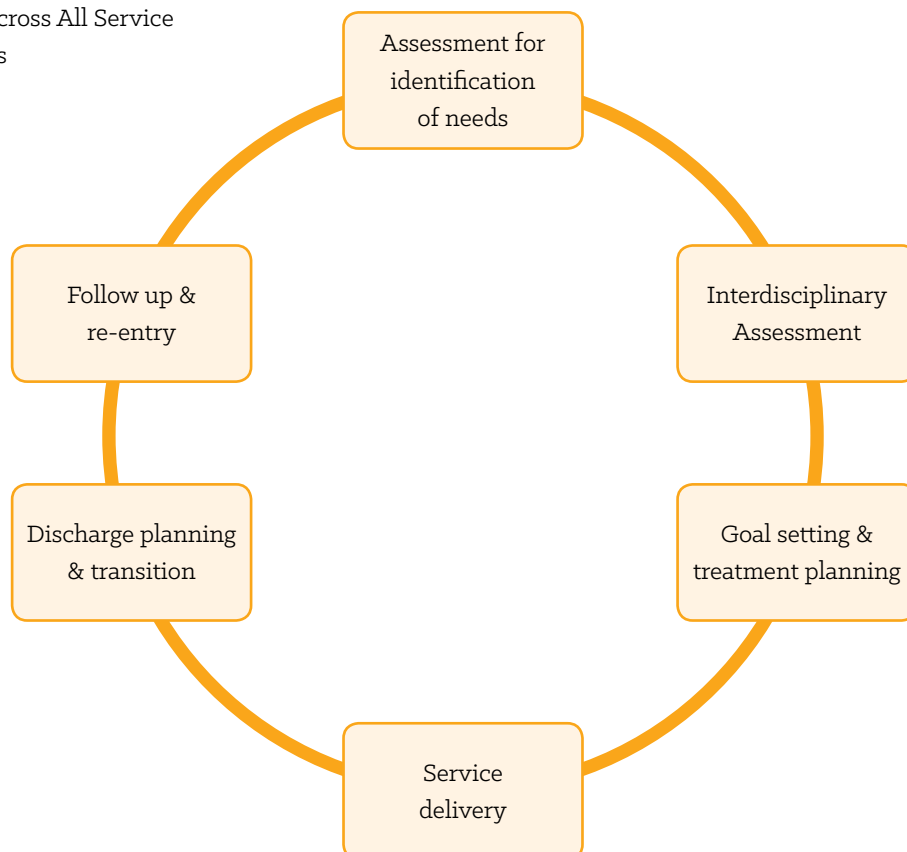 All Service
Assessment for
identification
of needs
Follow up &
re-entry
Interdisciplinary
Assessment
Discharge planning
& transition
Goal setting &
treatment planning
Service
delivery